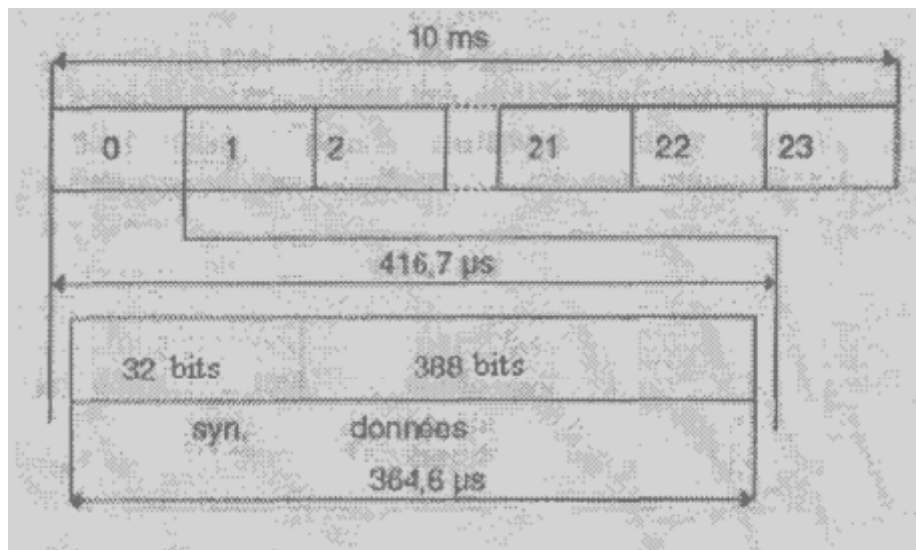 10 ms
0 1 2 21 22 23
416,7 µs
32 bits 388 bits
syn. données
364,6 µs